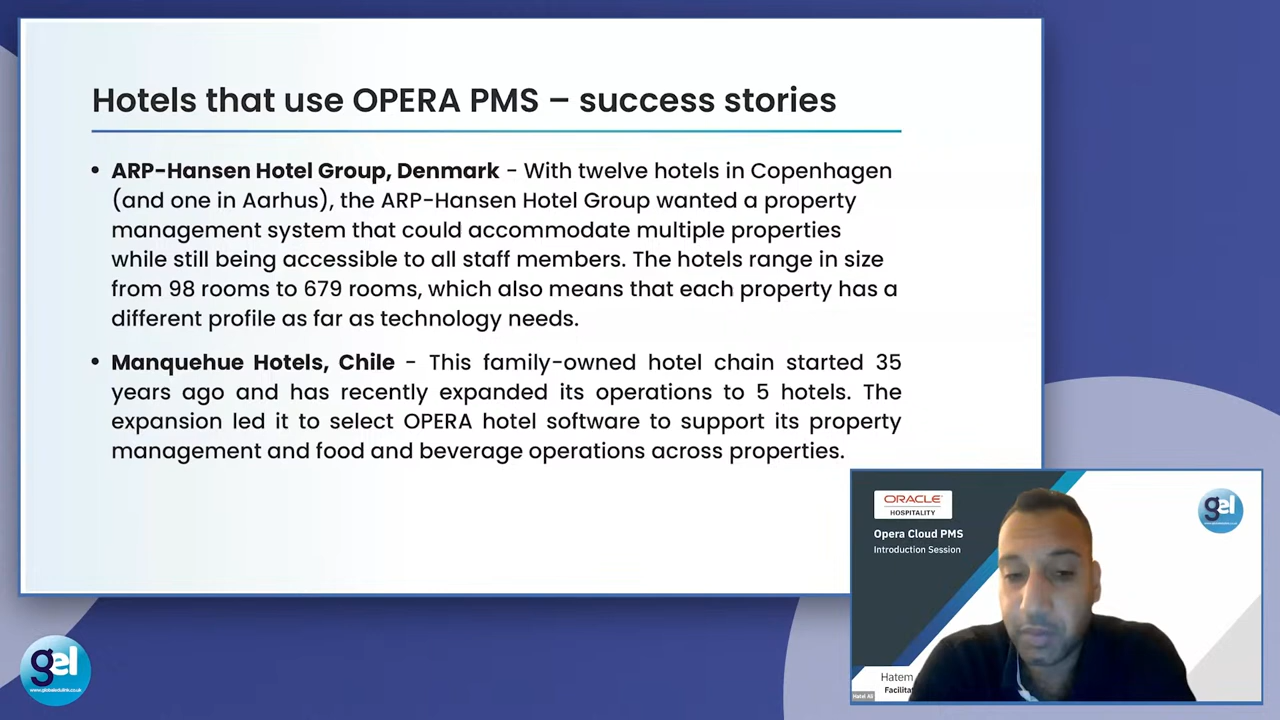 Hotels that use OPERA PMS – success stories
• ARP-Hansen Hotel Group, Denmark - With twelve hotels in Copenhagen
(and one in Aarhus), the ARP-Hansen Hotel Group wanted a property
management system that could accommodate multiple properties
while still being accessible to all staff members. The hotels range in size
from 98 rooms to 679 rooms, which also means that each property has a
different profile as far as technology needs.
• Manquehue Hotels, Chile - This family-owned hotel chain started 35
years ago and has recently expanded its operations to 5 hotels. The
expansion led it to select OPERA hotel software to support its property
management and food and beverage operations across properties.
ORACLE
HOSPITALITY
Opera Cloud PMS
Introduction Session
gel
Hatem
Facilita
gel